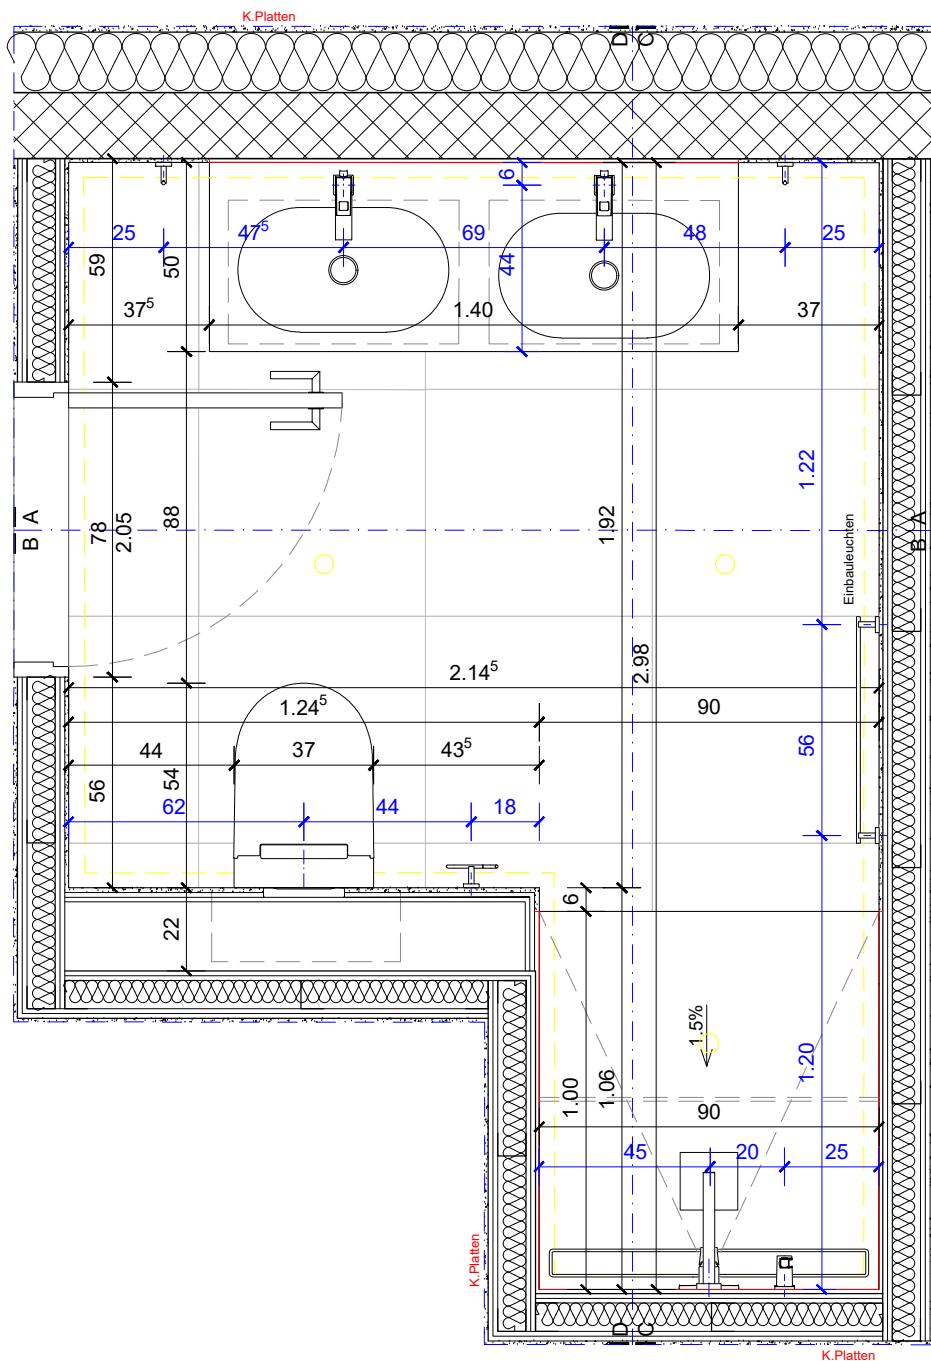 K.Platten
D C
6
25 47⁵ 69 48 25
59 50 44
37⁵ 1.40 37
1.22
A
B
78
2.05
88
1.92
Einbauleuchten
A
B
2.98
2.14⁵
1.24⁵ 90
44 37 43⁵
56
56 54
62 44 18
22 6
1.5%
1.00 1.06 1.20
90
45 20 25
K.Platten
D C
K.Platten